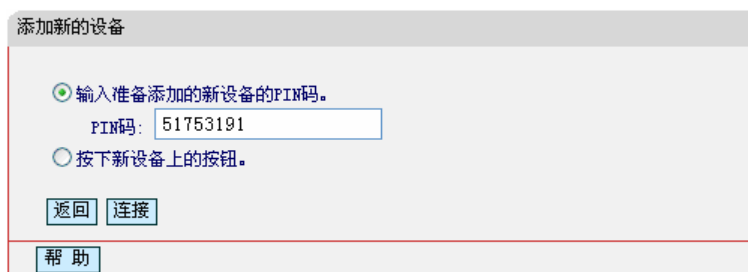 添加新的设备
输入准备添加的新设备的PIN码。
PIN码: 51753191
按下新设备上的按钮。
返回 连接
帮 助